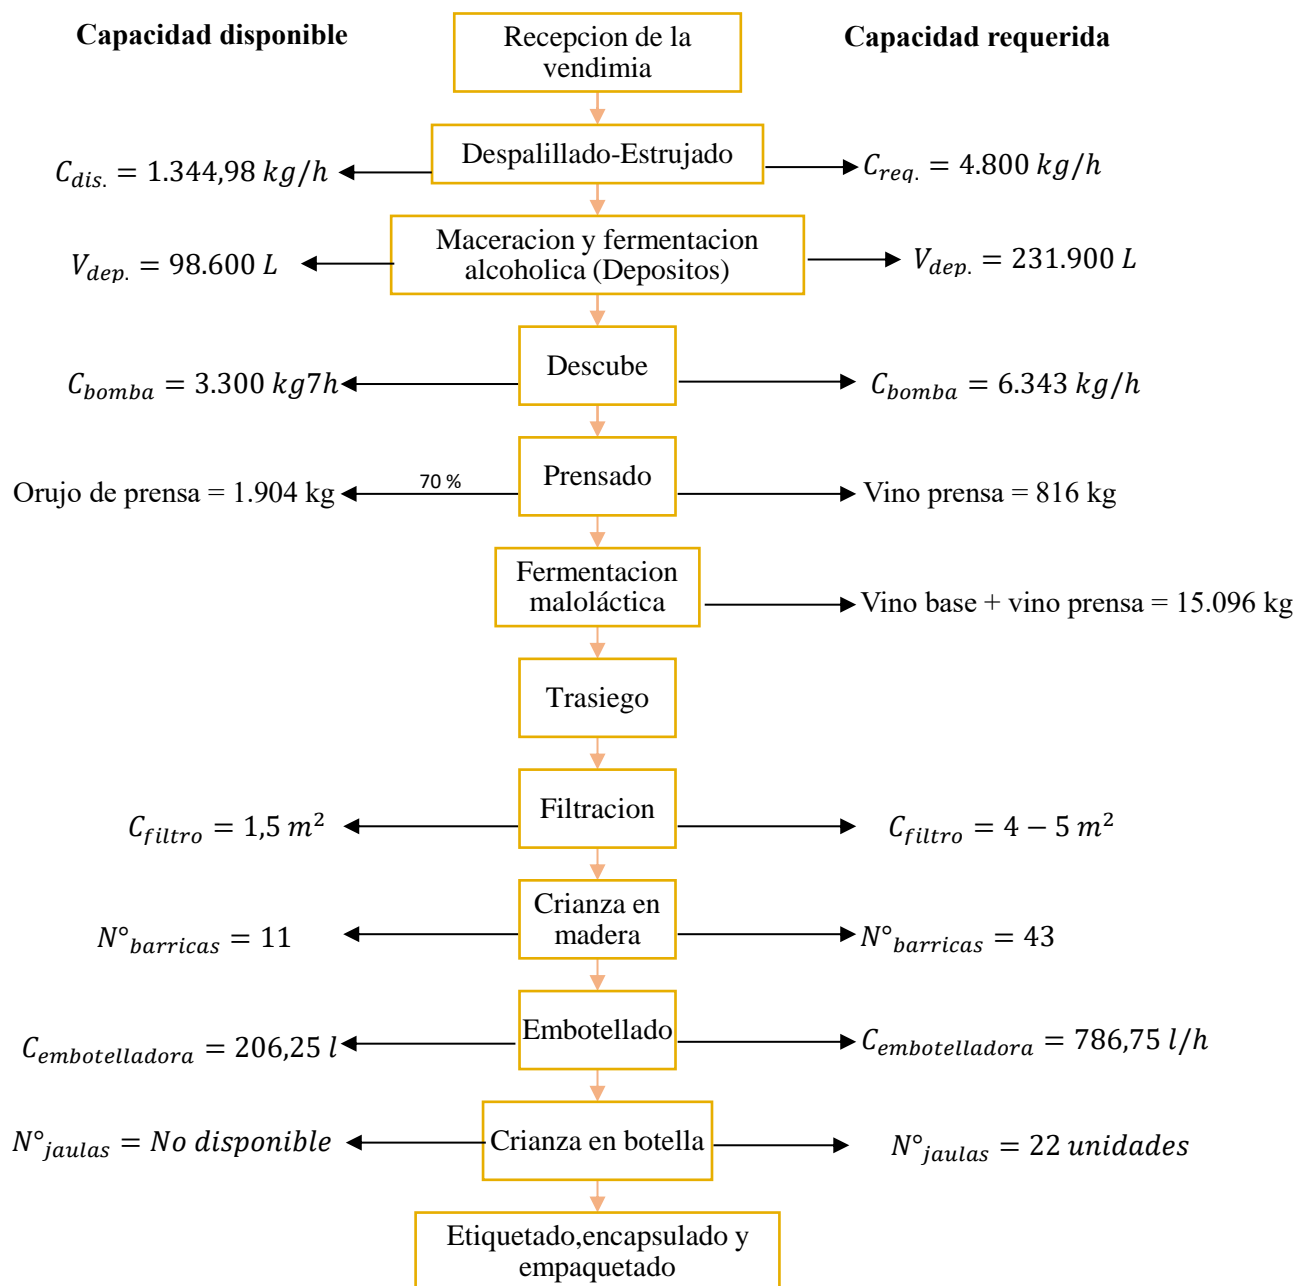 Capacidad disponible
Recepcion de la
vendimia
Capacidad requerida
C_dis. = 1.344,98 kg/h
Despalillado-Estrujado
C_req. = 4.800 kg/h
V_dep. = 98.600 L
Maceracion y fermentacion
alcoholica (Depositos)
V_dep. = 231.900 L
C_bomba = 3.300 kg7h
Descube
C_bomba = 6.343 kg/h
Orujo de prensa = 1.904 kg
70 %
Prensado
Vino prensa = 816 kg
Fermentacion
maloláctica
Vino base + vino prensa = 15.096 kg
Trasiego
C_filtro = 1,5 m²
Filtracion
C_filtro = 4 − 5 m²
N°_barricas = 11
Crianza en
madera
N°_barricas = 43
C_embotelladora = 206,25 l
Embotellado
C_embotelladora = 786,75 l/h
N°_jaulas = No disponible
Crianza en botella
N°_jaulas = 22 unidades
Etiquetado,encapsulado y
empaquetado